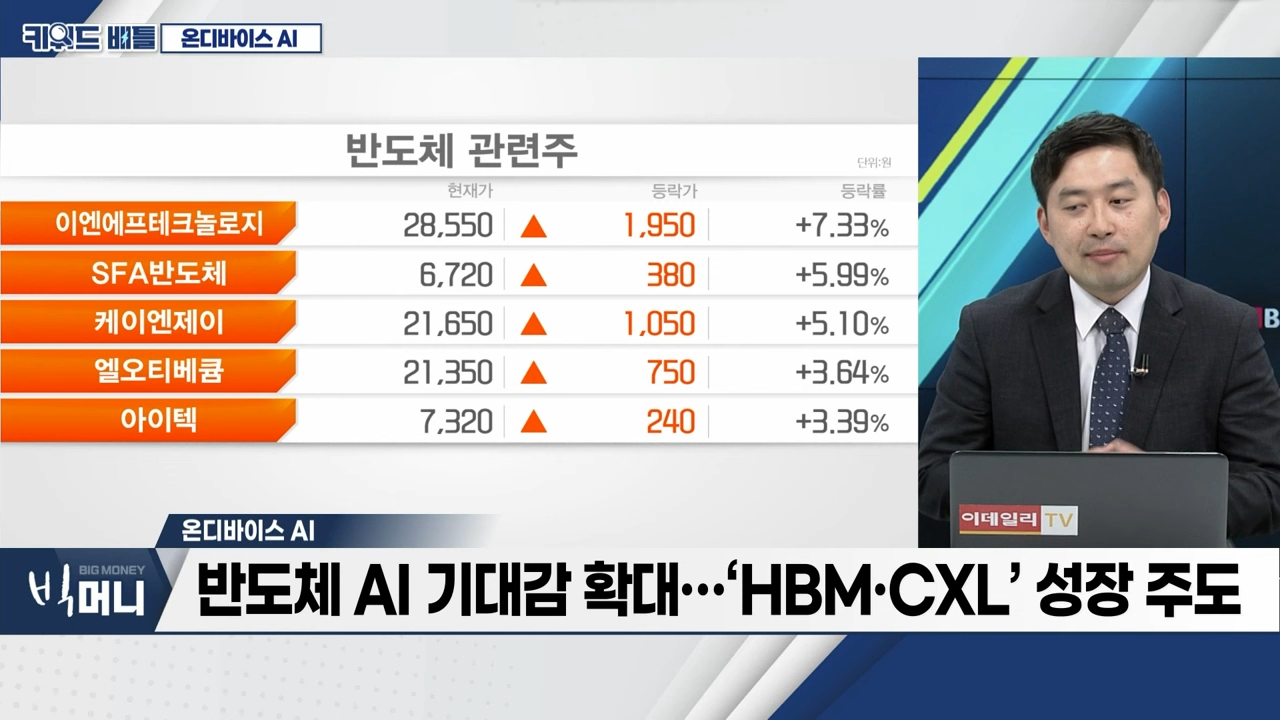 키워드 배틀 온디바이스 AI
반도체 관련주
단위:원
현재가 등락가 등락률
이엔에프테크놀로지 28,550 ▲ 1,950 +7.33%
SFA반도체 6,720 ▲ 380 +5.99%
케이엔제이 21,650 ▲ 1,050 +5.10%
엘오티베큠 21,350 ▲ 750 +3.64%
아이텍 7,320 ▲ 240 +3.39%
이데일리TV
온디바이스 AI
BIG MONEY
빅머니
반도체 AI 기대감 확대…‘HBM·CXL’ 성장 주도